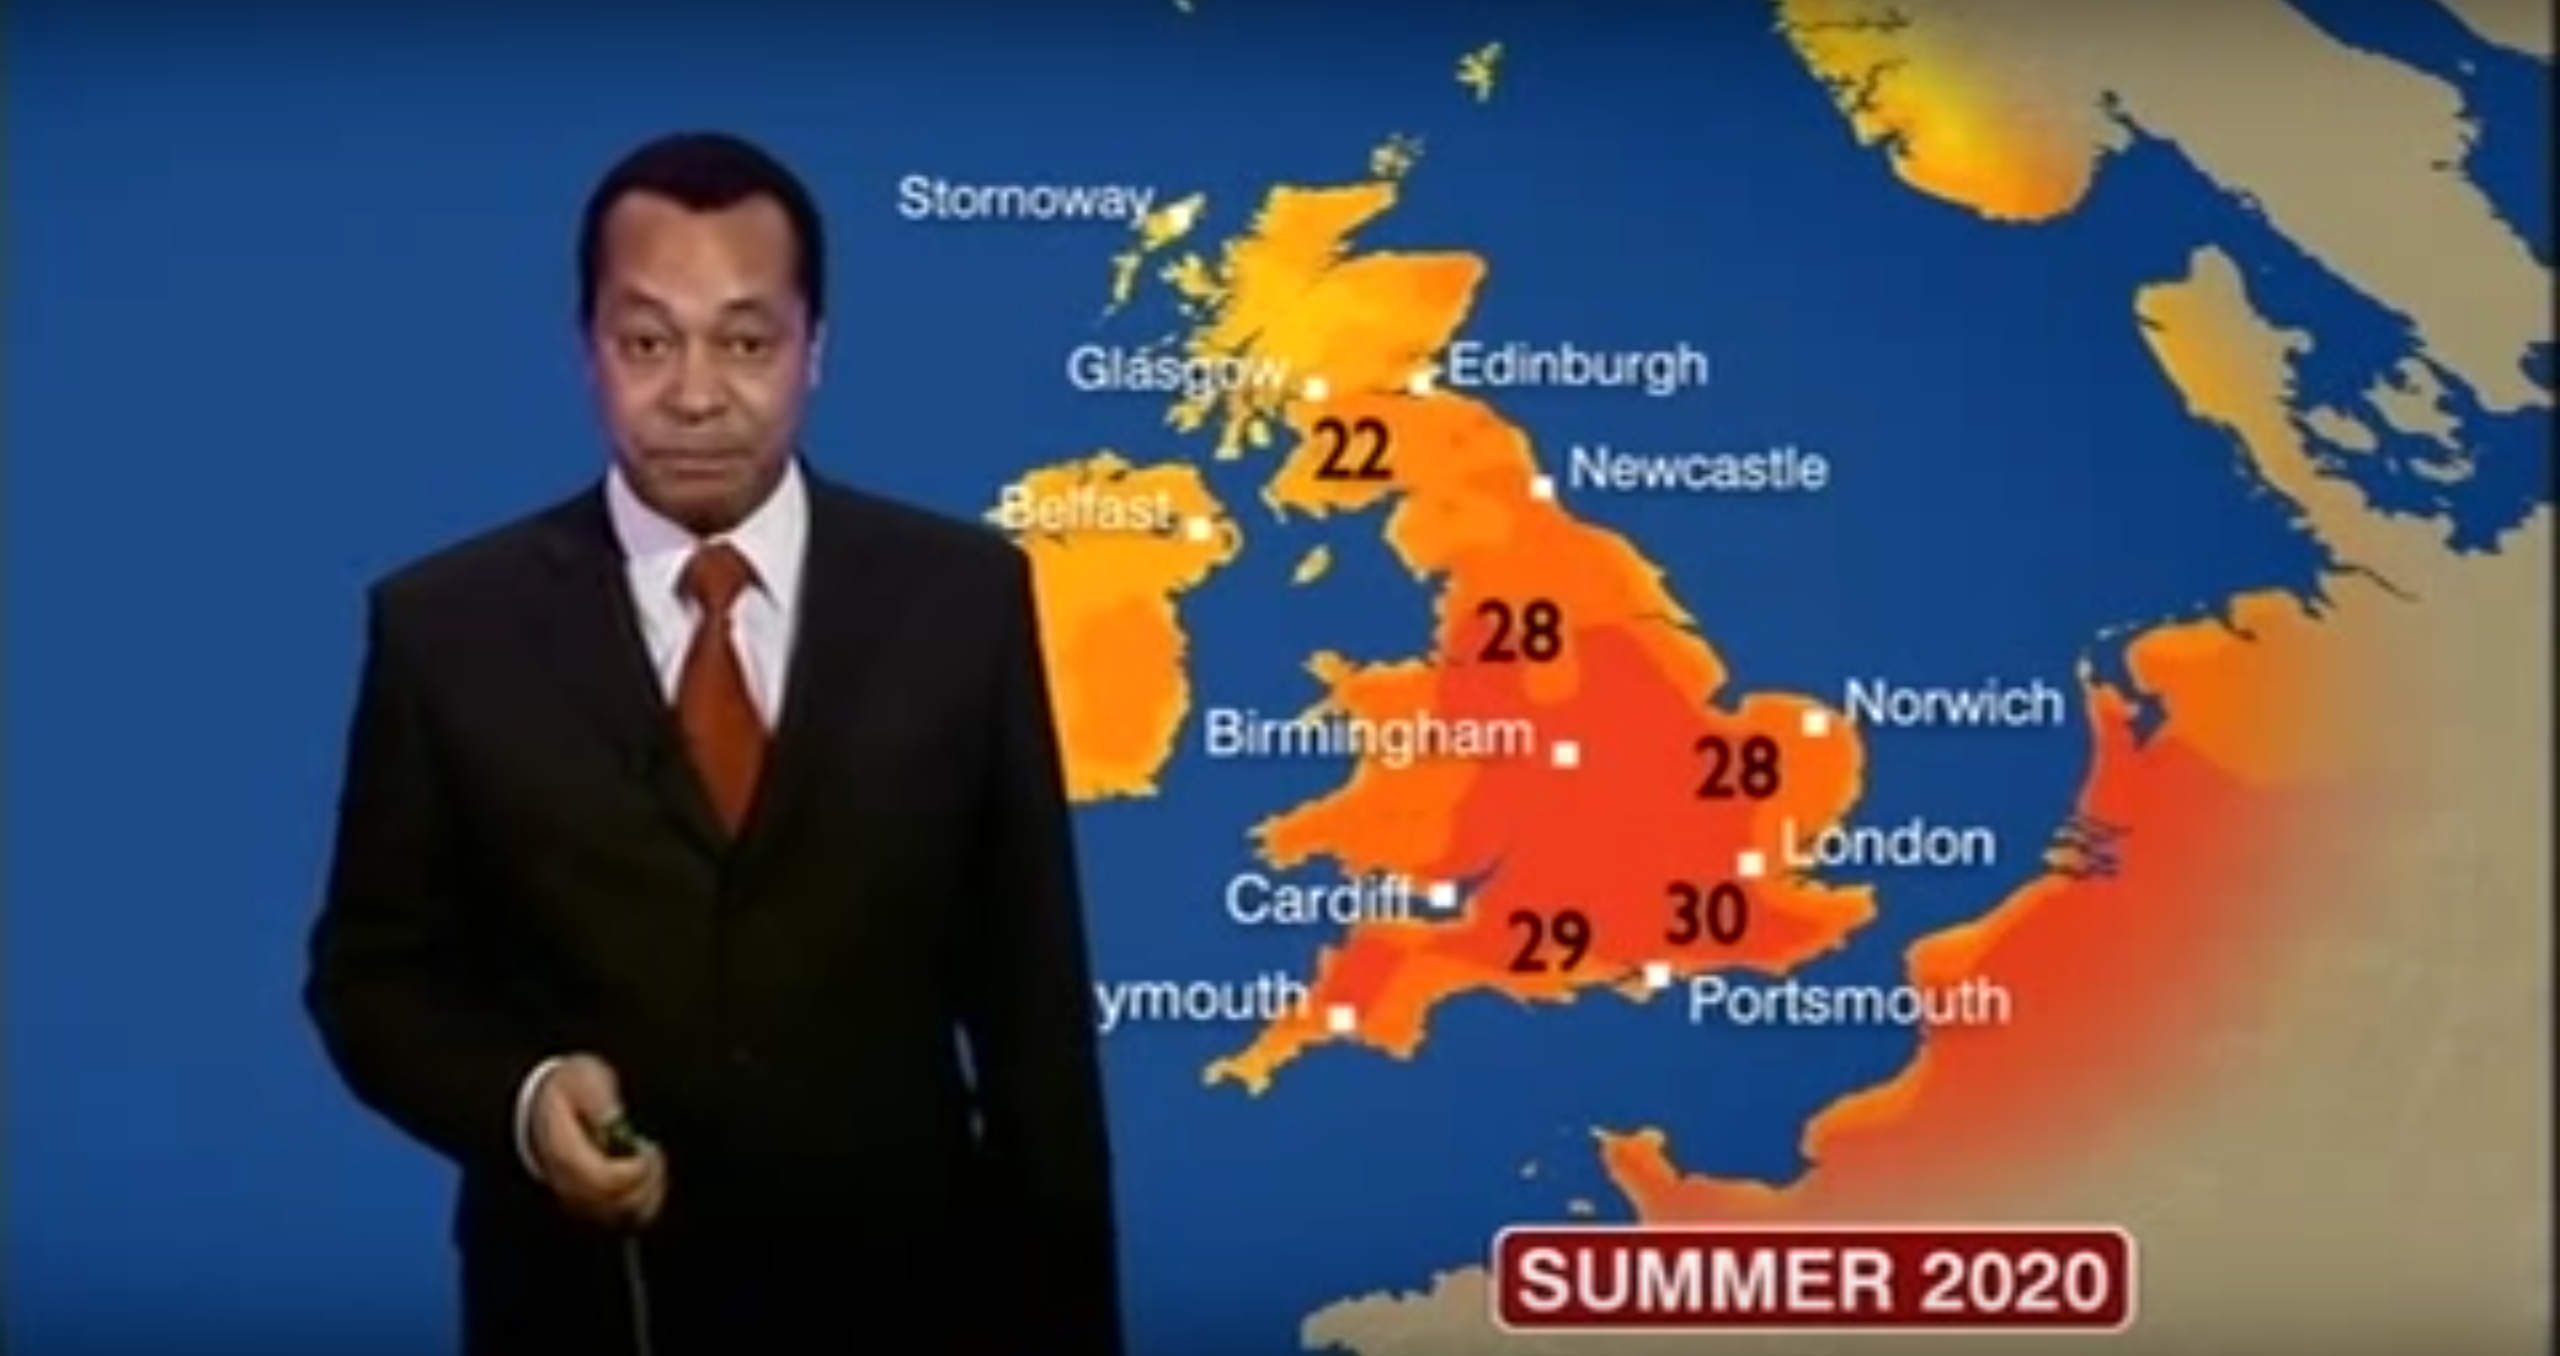 Stornoway
Glasgow
Edinburgh
22
Newcastle
Belfast
28
Norwich
Birmingham
28
London
Cardiff
30
29
ymouth
Portsmouth
SUMMER 2020